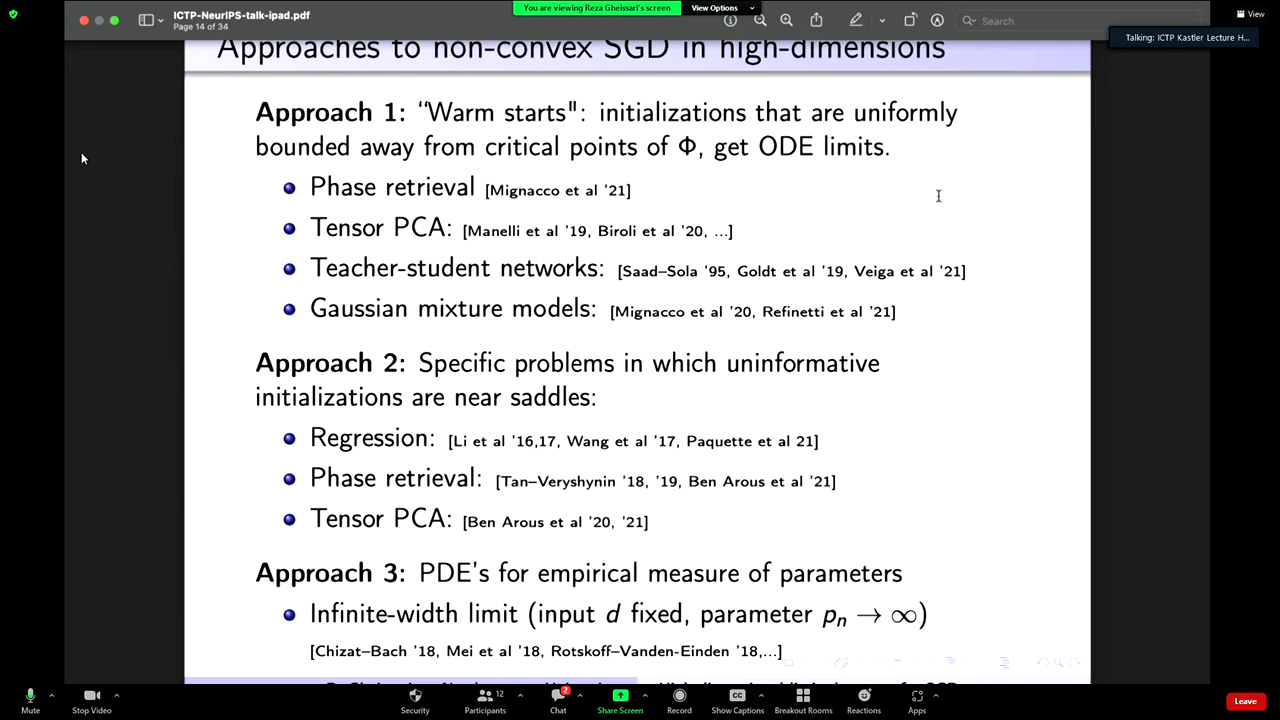 ICTP-NeurIPS-talk-ipad.pdf
Page 14 of 34
You are viewing Reza Gheissari's screen
View Options
View
Search
Talking: ICTP Kastler Lecture H...
Approaches to non-convex SGD in high-dimensions
Approach 1: “Warm starts": initializations that are uniformly
bounded away from critical points of Φ, get ODE limits.
Phase retrieval [Mignacco et al '21]
Tensor PCA: [Manelli et al '19, Biroli et al '20, ...]
Teacher-student networks: [Saad–Sola '95, Goldt et al '19, Veiga et al '21]
Gaussian mixture models: [Mignacco et al '20, Refinetti et al '21]
Approach 2: Specific problems in which uninformative
initializations are near saddles:
Regression: [Li et al '16,17, Wang et al '17, Paquette et al 21]
Phase retrieval: [Tan–Veryshynin '18, '19, Ben Arous et al '21]
Tensor PCA: [Ben Arous et al '20, '21]
Approach 3: PDE's for empirical measure of parameters
Infinite-width limit (input d fixed, parameter pₙ → ∞)
[Chizat–Bach '18, Mei et al '18, Rotskoff–Vanden-Einden '18,...]
12
2
CC
Mute
Stop Video
Security
Participants
Chat
Share Screen
Record
Show Captions
Breakout Rooms
Reactions
Apps
Leave